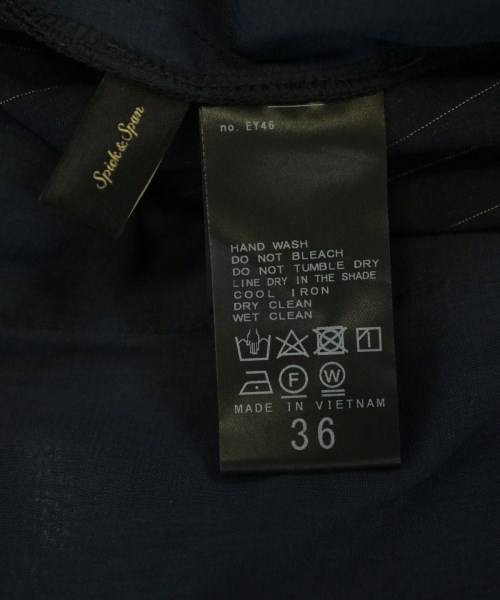 no. EY46
Spick & Span
HAND WASH
DO NOT BLEACH
DO NOT TUMBLE DRY
LINE DRY IN THE SHADE
COOL IRON
DRY CLEAN
WET CLEAN
F W
MADE IN VIETNAM
36